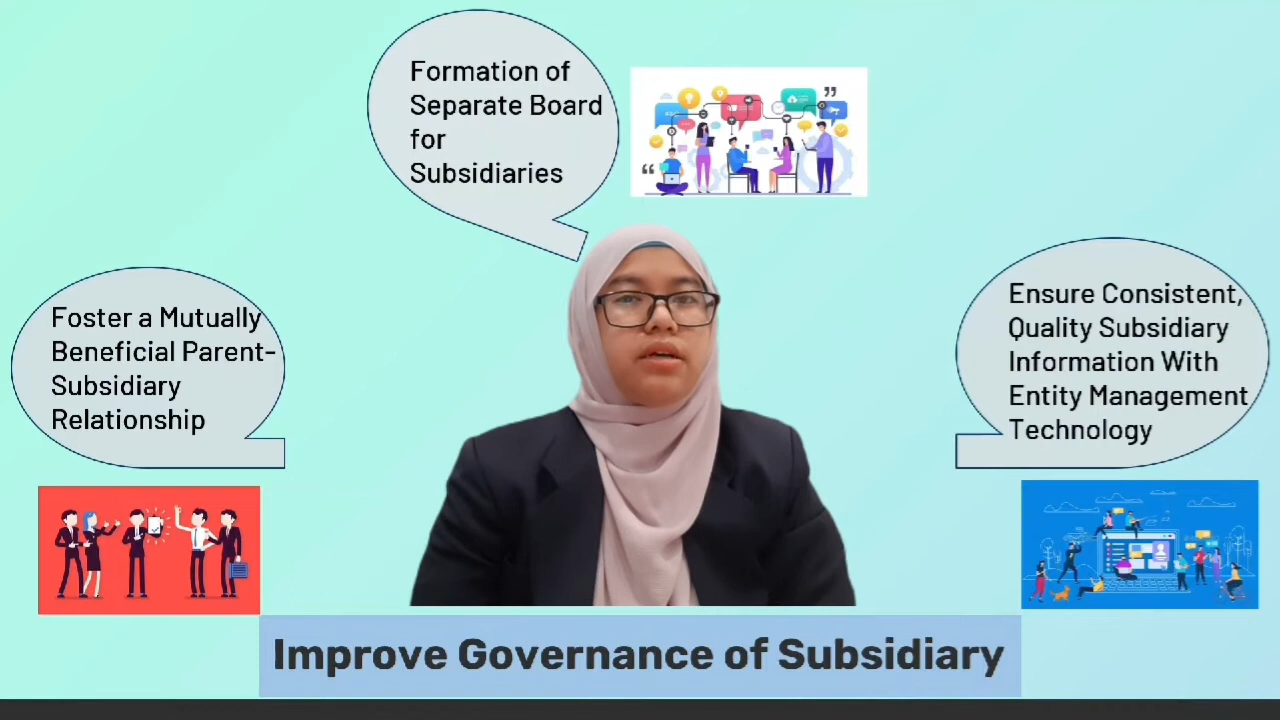 Formation of
Separate Board
for
Subsidiaries
Foster a Mutually
Beneficial Parent-
Subsidiary
Relationship
Ensure Consistent,
Quality Subsidiary
Information With
Entity Management
Technology
Improve Governance of Subsidiary